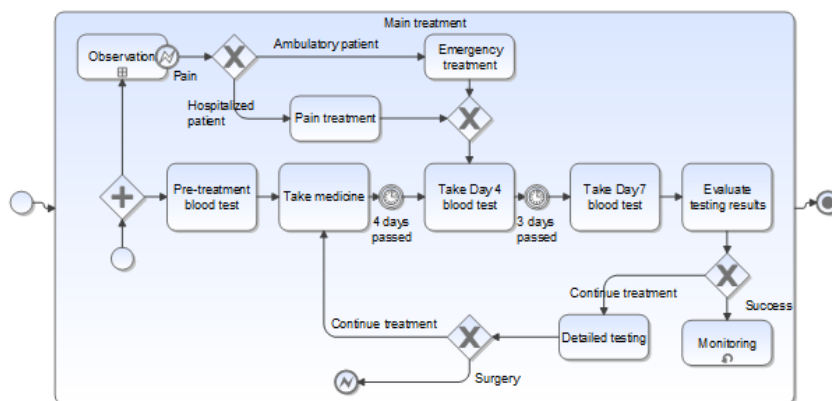 Main treatment
Observation
Pain
Ambulatory patient
Emergency
treatment
Hospitalized
patient
Pain treatment
Pre-treatment
blood test
Take medicine
4 days
passed
Take Day 4
blood test
3 days
passed
Take Day7
blood test
Evaluate
testing results
Continue treatment
Success
Continue treatment
Detailed testing
Monitoring
Surgery